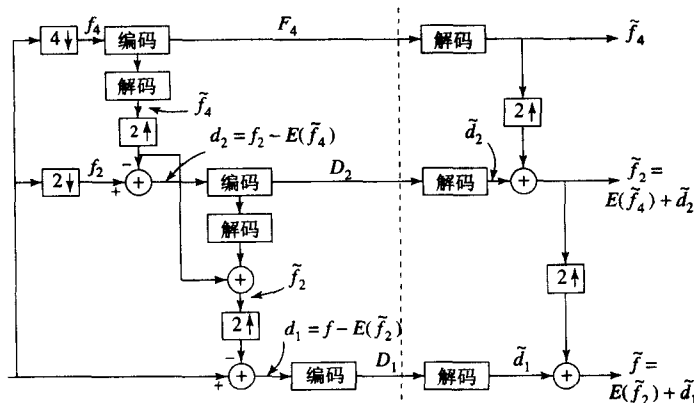 4↓ f₄ 编码 F₄ 解码 f̃₄
解码
f̃₄
2↑ 2↑
d₂ = f₂ − E(f̃₄) d̃₂
2↓ f₂ − + + 编码 D₂ 解码 + f̃₂ =
E(f̃₄) + d̃₂
解码
+ f̃₂ 2↑
2↑ d₁ = f − E(f̃₂)
− + + 编码 D₁ 解码 d̃₁ + f̃ =
E(f̃₂) + d̃₁